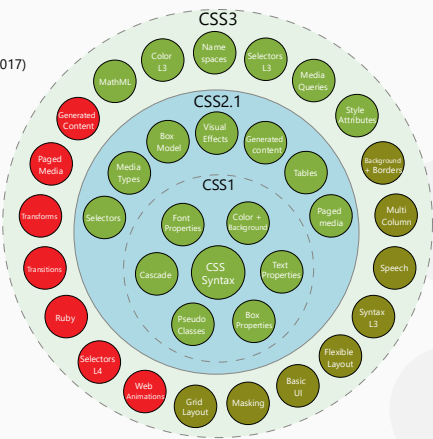 CSS3
017)
Name
spaces
Color
L3
Selectors
L3
MathML
Media
Queries
Generated
Content
Style
Attributes
Paged
Media
Background
+ Borders
Transforms
Multi
Column
Transitions
Speech
Ruby
Syntax
L3
Selectors
L4
Flexible
Layout
Web
Animations
Basic
UI
Grid
Layout
Masking
CSS2.1
Visual
Effects
Box
Model
Generated
content
Media
Types
Tables
Selectors
Paged
media
CSS1
Font
Properties
Color +
Background
Cascade
CSS
Syntax
Text
Properties
Pseudo
Classes
Box
Properties